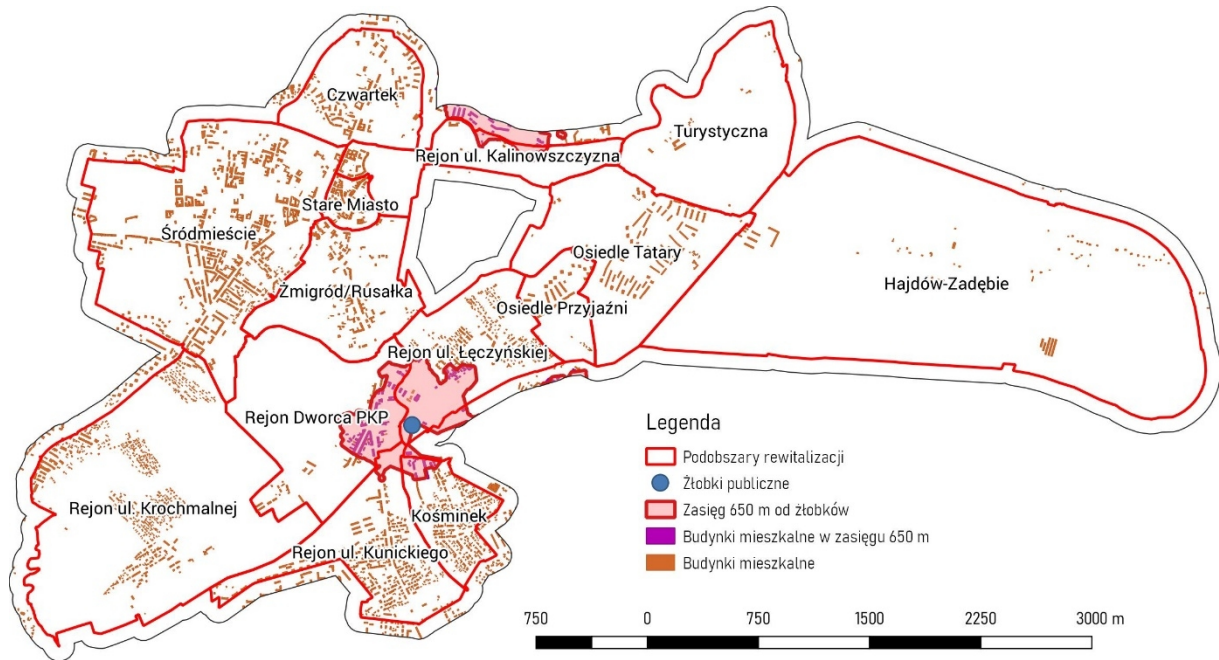 Czwartek
Turystyczna
Rejon ul. Kalinowszczyzna
Stare Miasto
Śródmieście
Osiedle Tatary
Hajdów-Zadębie
Żmigród/Rusałka
Osiedle Przyjaźni
Rejon ul. Łęczyńskiej
Rejon Dworca PKP
Rejon ul. Krochmalnej
Kośminek
Rejon ul. Kunickiego
Legenda
Podobszary rewitalizacji
Żłobki publiczne
Zasięg 650 m od żłobków
Budynki mieszkalne w zasięgu 650 m
Budynki mieszkalne
750 0 750 1500 2250 3000 m